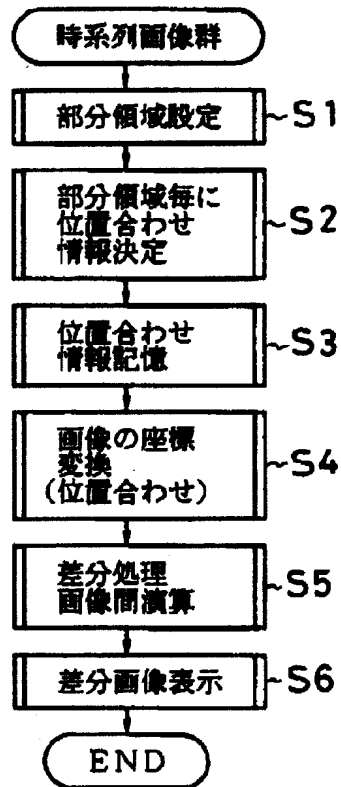 時系列画像群
部分領域設定
~S1
部分領域毎に
位置合わせ
情報決定
~S2
位置合わせ
情報記憶
~S3
画像の座標
変換
(位置合わせ)
~S4
差分処理
画像間演算
~S5
差分画像表示
~S6
END